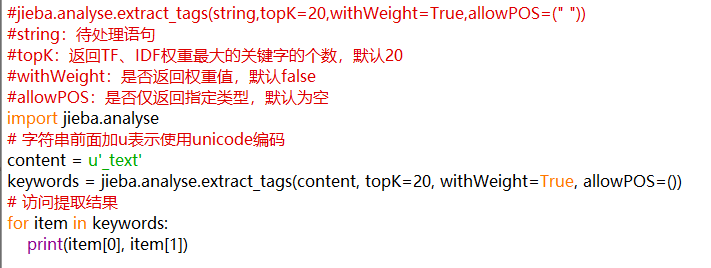 #jieba.analyse.extract_tags(string,topK=20,withWeight=True,allowPOS=(" "))
#string：待处理语句
#topK：返回TF、IDF权重最大的关键字的个数，默认20
#withWeight：是否返回权重值，默认false
#allowPOS：是否仅返回指定类型，默认为空
import jieba.analyse
# 字符串前面加u表示使用unicode编码
content = u'_text'
keywords = jieba.analyse.extract_tags(content, topK=20, withWeight=True, allowPOS=())
# 访问提取结果
for item in keywords:
    print(item[0], item[1])